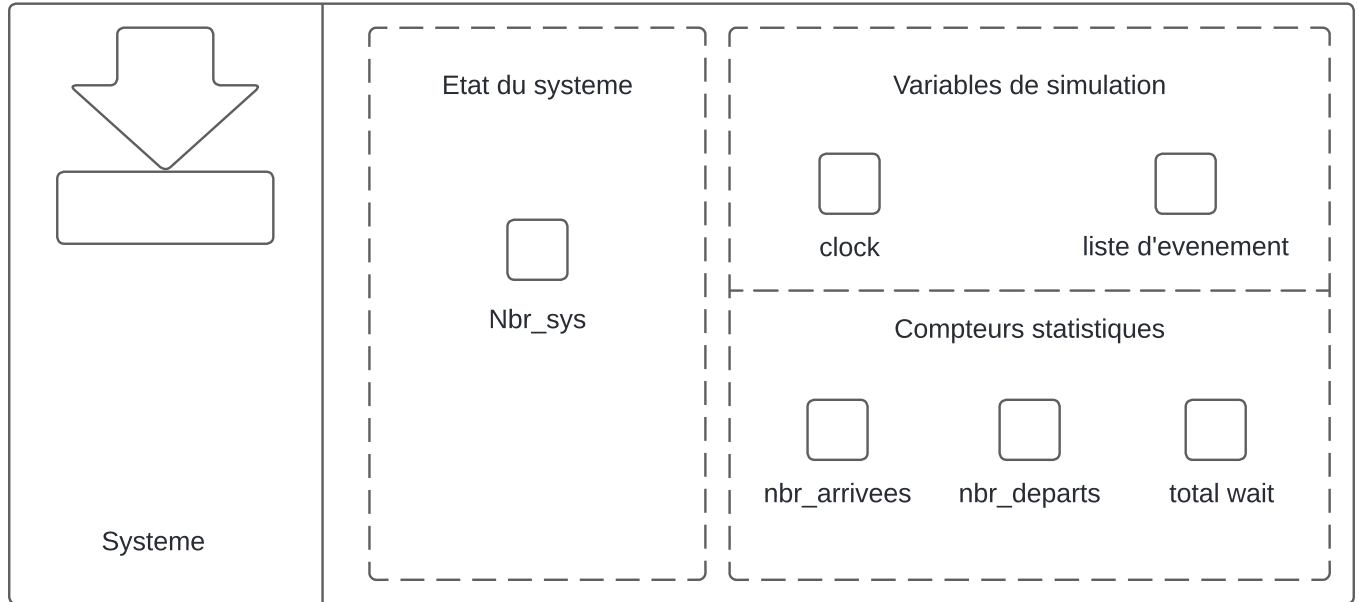 Etat du systeme
Variables de simulation
clock
liste d'evenement
Nbr_sys
Compteurs statistiques
nbr_arrivees
nbr_departs
total wait
Systeme